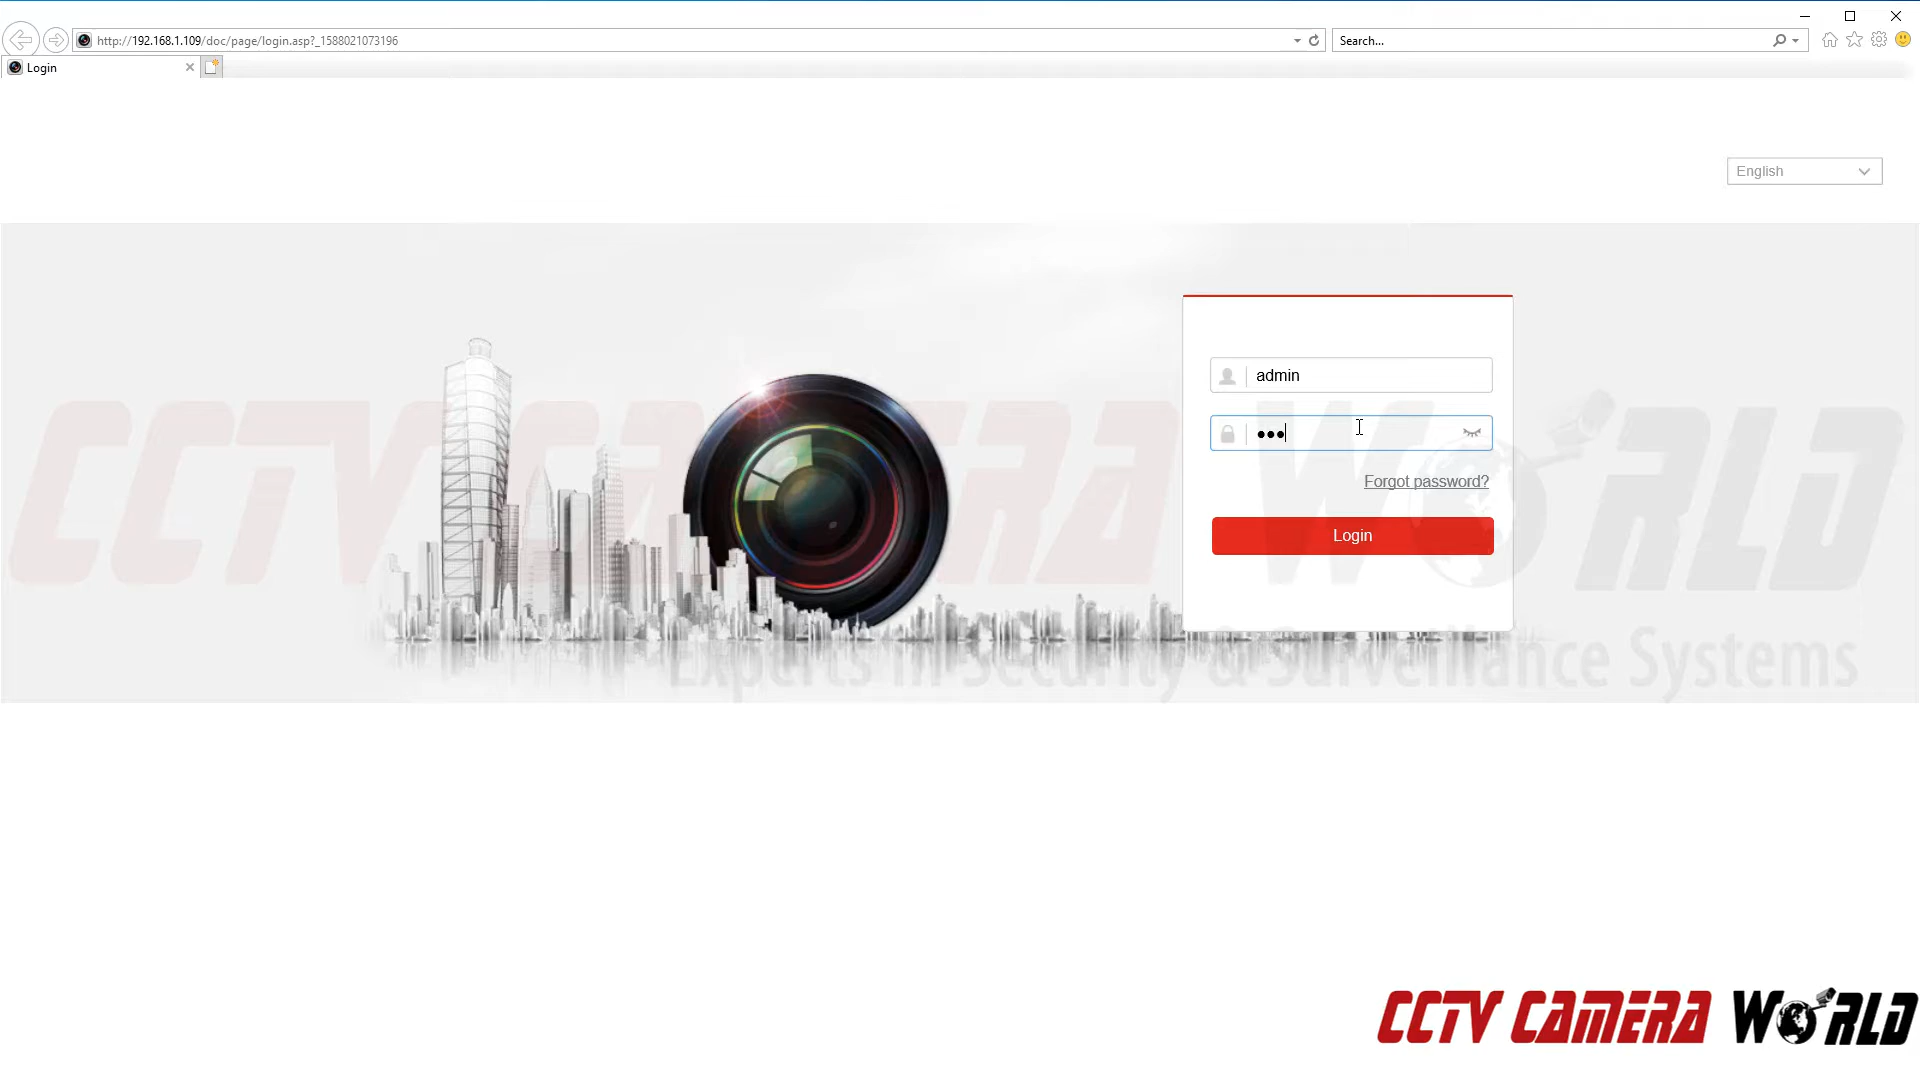 http://192.168.1.109/doc/page/login.asp?_1588021073196
Search...
Login
English
admin
Forgot password?
Login
CCTV CAMERA WORLD
Experts in Security & Surveillance Systems
CCTV CAMERA WORLD